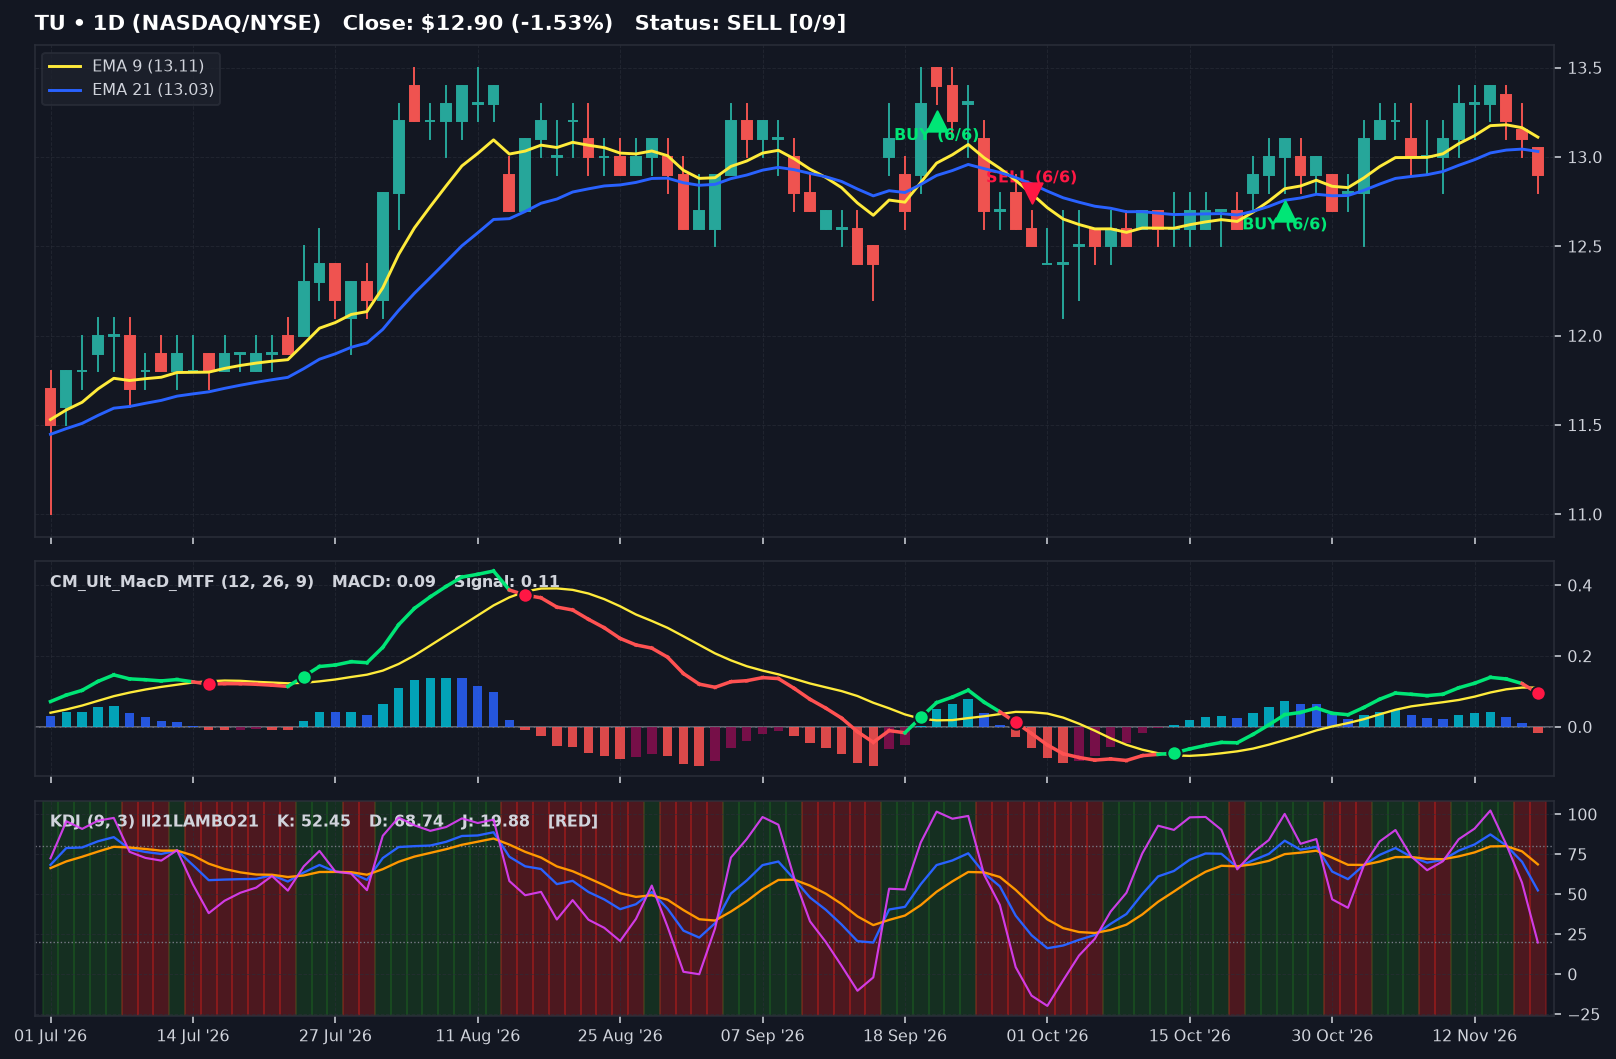 TU • 1D (NASDAQ/NYSE)   Close: $12.90 (-1.53%)   Status: SELL [0/9]
EMA 9 (13.11)
EMA 21 (13.03)
13.5
13.0
12.5
12.0
11.5
11.0
BUY (6/6)
SELL (6/6)
BUY (6/6)
CM_Ult_MacD_MTF (12, 26, 9)   MACD: 0.09   Signal: 0.11
0.4
0.2
0.0
KDJ (9, 3) II21LAMBO21   K: 52.45   D: 68.74   J: 19.88   [RED]
100
75
50
25
0
−25
01 Jul '26   14 Jul '26   27 Jul '26   11 Aug '26   25 Aug '26   07 Sep '26   18 Sep '26   01 Oct '26   15 Oct '26   30 Oct '26   12 Nov '26